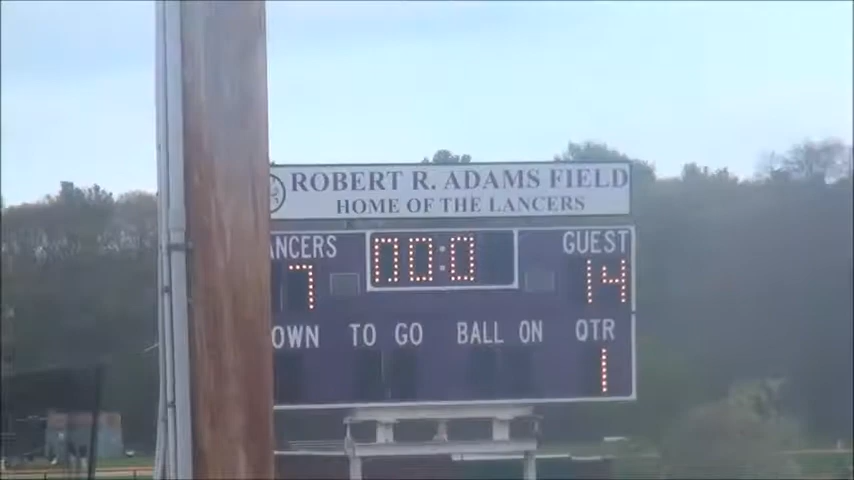 ROBERT R. ADAMS FIELD
HOME OF THE LANCERS
ANCERS 00:0 GUEST
7 14
OWN TO GO BALL ON QTR
1